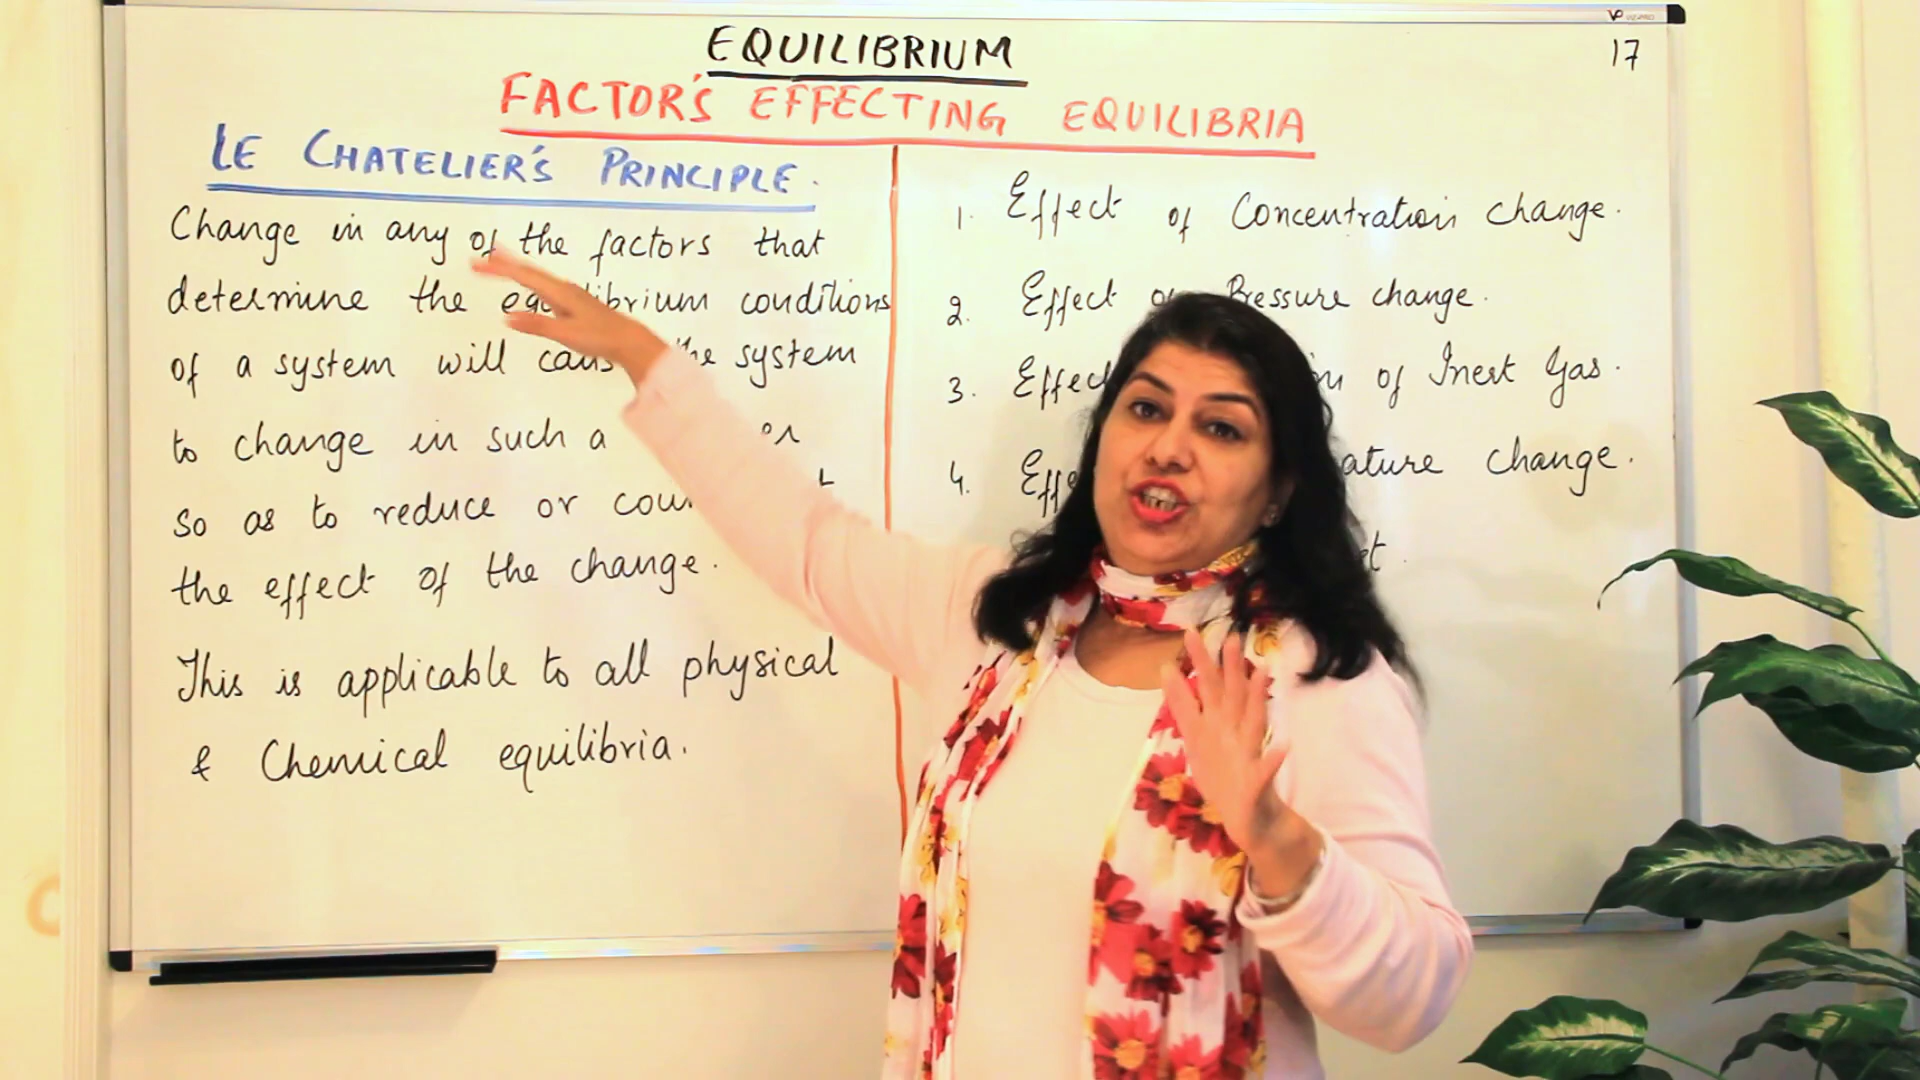 EQUILIBRIUM
17
FACTOR'S EFFECTING EQUILIBRIA
LE CHATELIER'S PRINCIPLE.
Change in any of the factors that
determine the conditions
of a system will the system
to change in such a
so as to reduce or
the effect of the change.
This is applicable to all physical
& Chemical equilibria.
1. Effect of Concentration change.
2. Effect Pressure change.
3. of Inert Gas.
4. change.